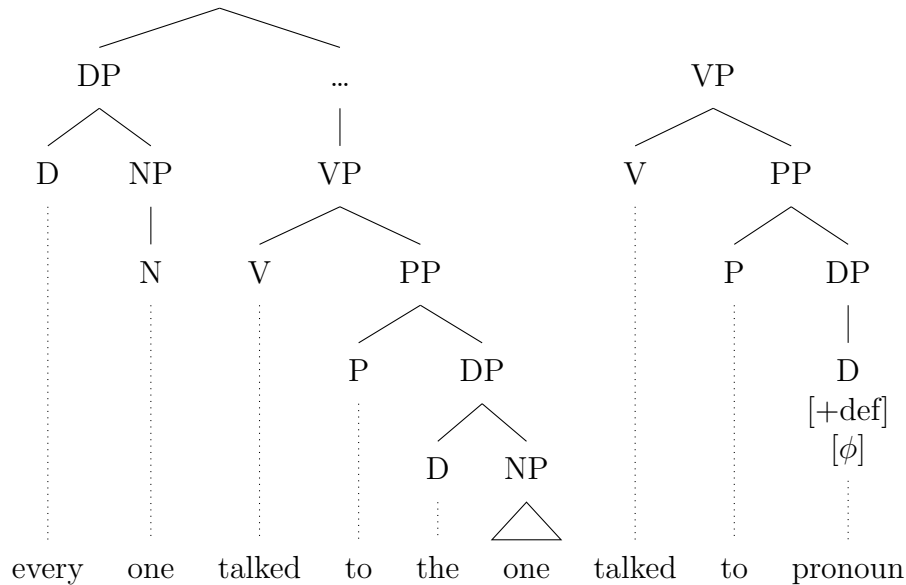 DP ... VP
D NP VP V PP
N V PP P DP
P DP D
[+def]
D NP [ϕ]
every one talked to the one talked to pronoun